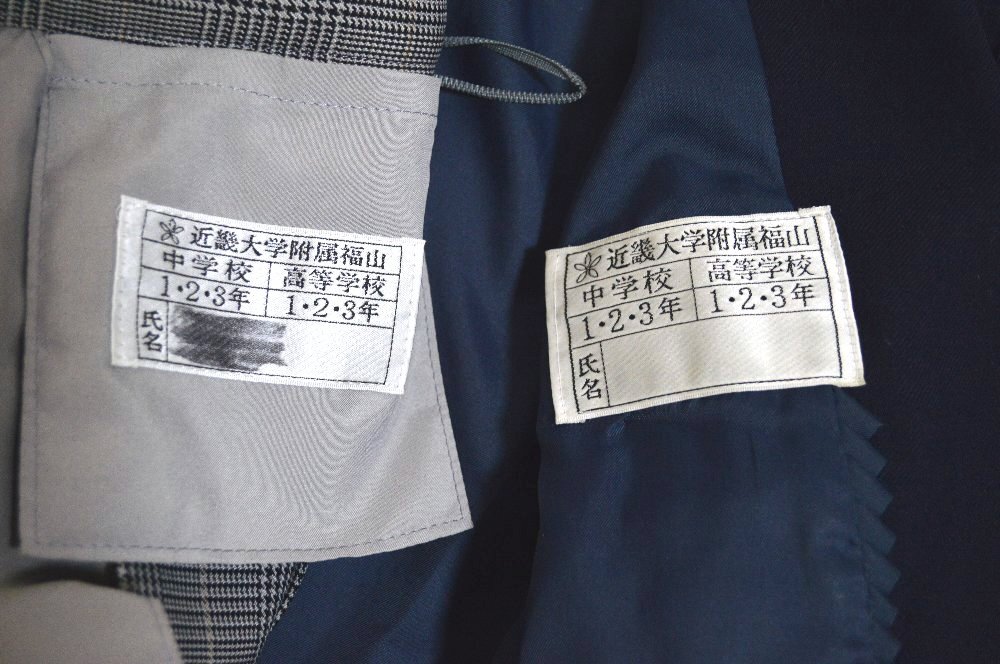 近畿大学附属福山
中学校 高等学校
1・2・3年 1・2・3年
氏名
近畿大学附属福山
中学校 高等学校
1・2・3年 1・2・3年
氏名